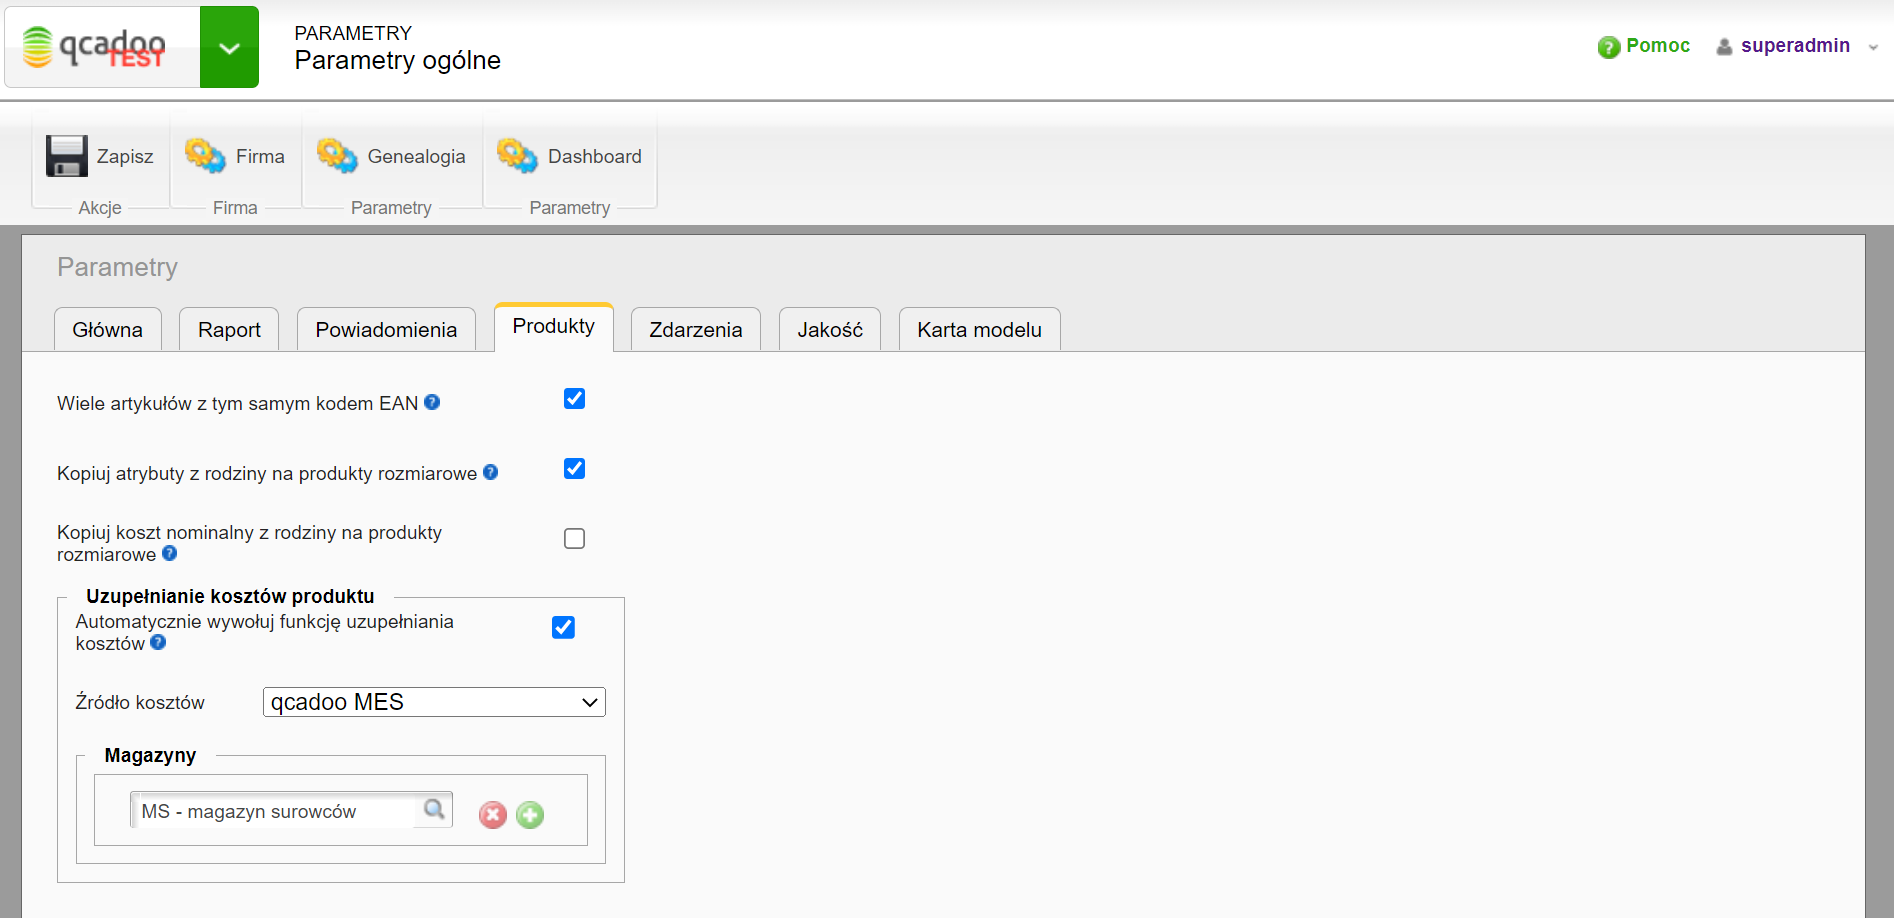 qcadoo
TEST
PARAMETRY
Parametry ogólne
Pomoc
superadmin
Zapisz
Firma
Genealogia
Dashboard
Akcje
Firma
Parametry
Parametry
Parametry
Główna
Raport
Powiadomienia
Produkty
Zdarzenia
Jakość
Karta modelu
Wiele artykułów z tym samym kodem EAN
Kopiuj atrybuty z rodziny na produkty rozmiarowe
Kopiuj koszt nominalny z rodziny na produkty
rozmiarowe
Uzupełnianie kosztów produktu
Automatycznie wywołuj funkcję uzupełniania
kosztów
Źródło kosztów
qcadoo MES
Magazyny
MS - magazyn surowców